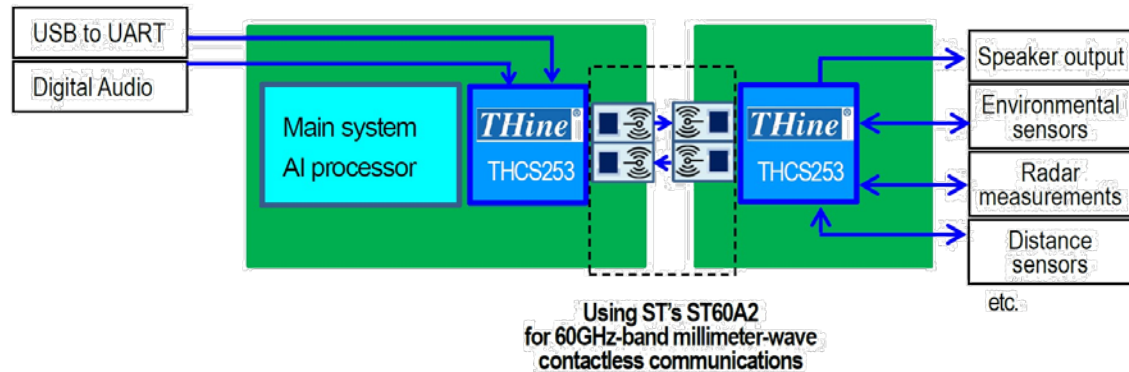 USB to UART
Digital Audio
Main system
AI processor
THine®
THCS253
THine®
THCS253
Speaker output
Environmental
sensors
Radar
measurements
Distance
sensors
etc.
Using ST's ST60A2
for 60GHz-band millimeter-wave
contactless communications